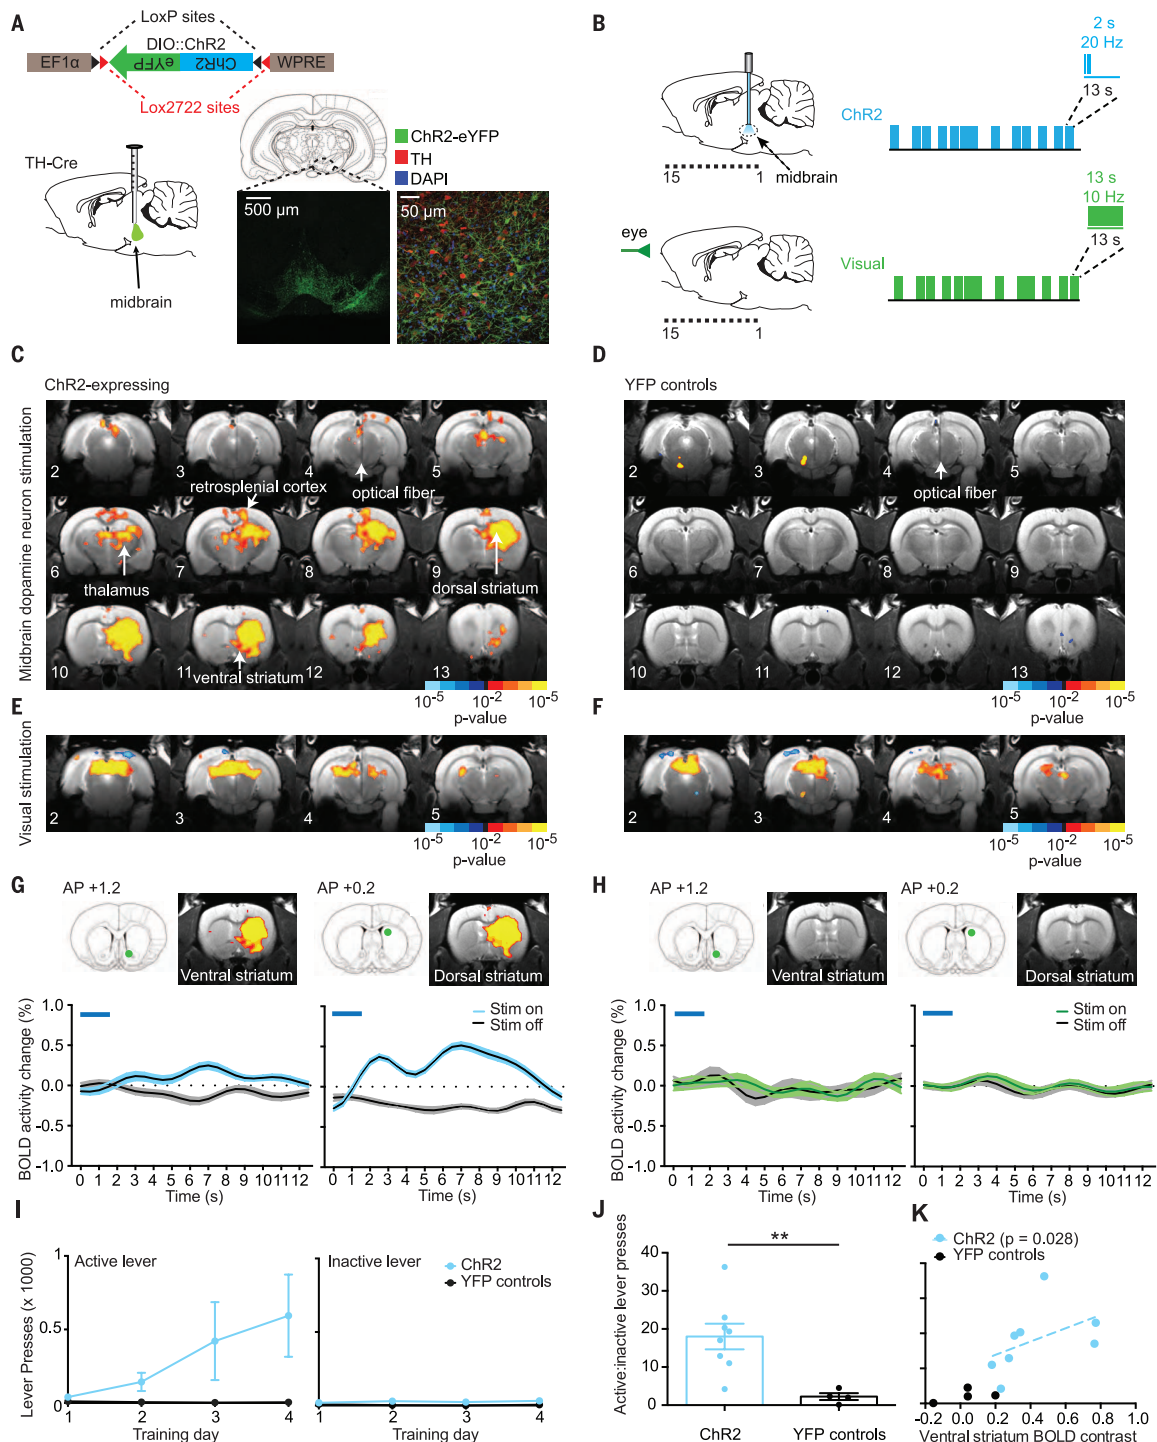 A
LoxP sites
DIO::ChR2
EF1α
eYFP
ChR2
WPRE
Lox2722 sites
TH-Cre
midbrain
ChR2-eYFP
TH
DAPI
500 µm
50 µm
B
2 s
20 Hz
13 s
ChR2
15
1
midbrain
13 s
10 Hz
13 s
eye
Visual
15
1
C
ChR2-expressing
Midbrain dopamine neuron stimulation
2
3
4
5
retrosplenial cortex
optical fiber
6
7
8
9
thalamus
dorsal striatum
10
11
12
13
ventral striatum
10-5
10-2
10-5
p-value
D
YFP controls
2
3
4
5
optical fiber
6
7
8
9
10
11
12
13
10-5
10-2
10-5
p-value
E
Visual stimulation
2
3
4
5
10-5
10-2
10-5
p-value
F
2
3
4
5
10-5
10-2
10-5
p-value
G
AP +1.2
Ventral striatum
AP +0.2
Dorsal striatum
BOLD activity change (%)
1.0
0.5
0.0
-0.5
-1.0
Stim on
Stim off
0 1 2 3 4 5 6 7 8 9 10 11 12
0 1 2 3 4 5 6 7 8 9 10 11 12
Time (s)
Time (s)
H
AP +1.2
Ventral striatum
AP +0.2
Dorsal striatum
BOLD activity change (%)
1.0
0.5
0.0
-0.5
-1.0
Stim on
Stim off
0 1 2 3 4 5 6 7 8 9 10 11 12
0 1 2 3 4 5 6 7 8 9 10 11 12
Time (s)
Time (s)
I
Lever Presses (x 1000)
1
0.5
0
Active lever
Inactive lever
ChR2
YFP controls
1 2 3 4
1 2 3 4
Training day
Training day
J
Active:inactive lever presses
40
30
20
10
0
**
ChR2
YFP controls
K
ChR2 (p = 0.028)
YFP controls
-0.2 0.0 0.2 0.4 0.6 0.8 1.0
Ventral striatum BOLD contrast